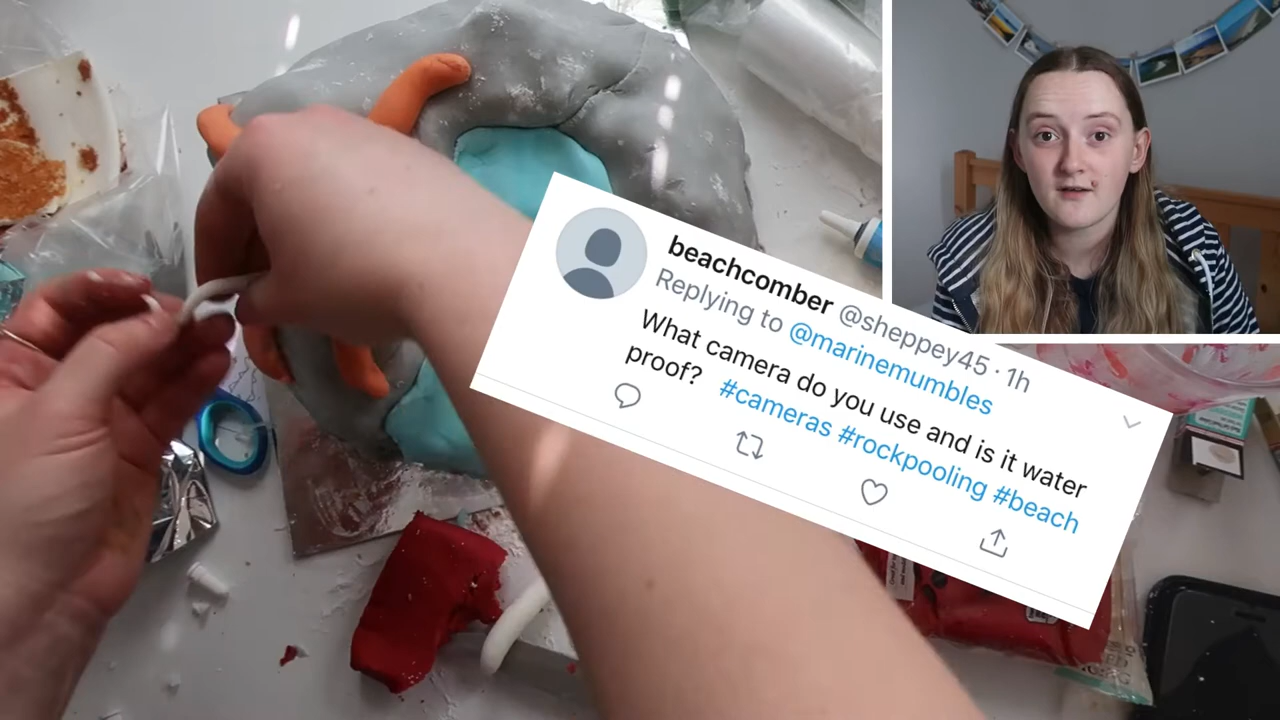 beachcomber @sheppey45 · 1h
Replying to @marinemumbles
What camera do you use and is it water
proof? #cameras #rockpooling #beach